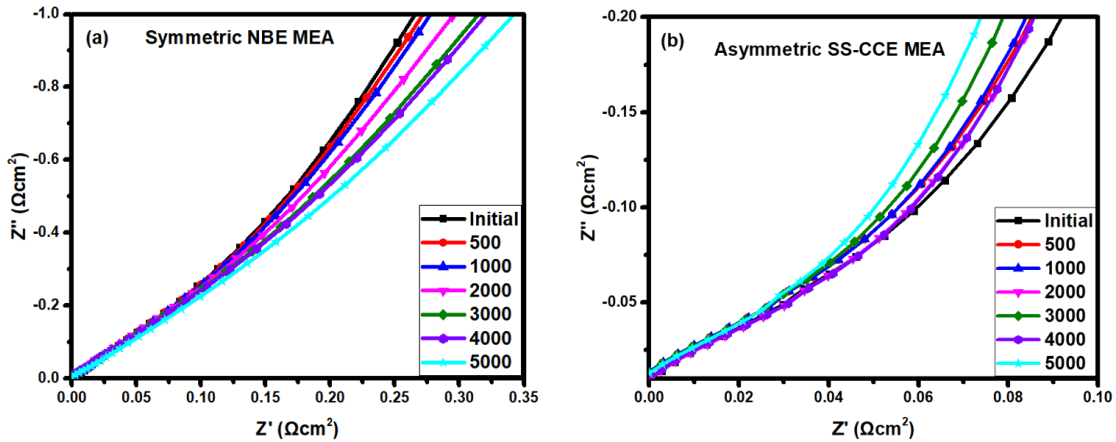 (a) Symmetric NBE MEA
Z'' (Ωcm²)
-1.0
-0.8
-0.6
-0.4
-0.2
0.0
0.00 0.05 0.10 0.15 0.20 0.25 0.30 0.35
Z' (Ωcm²)
Initial
500
1000
2000
3000
4000
5000
(b) Asymmetric SS-CCE MEA
Z'' (Ωcm²)
-0.20
-0.15
-0.10
-0.05
0.00 0.02 0.04 0.06 0.08 0.10
Z' (Ωcm²)
Initial
500
1000
2000
3000
4000
5000